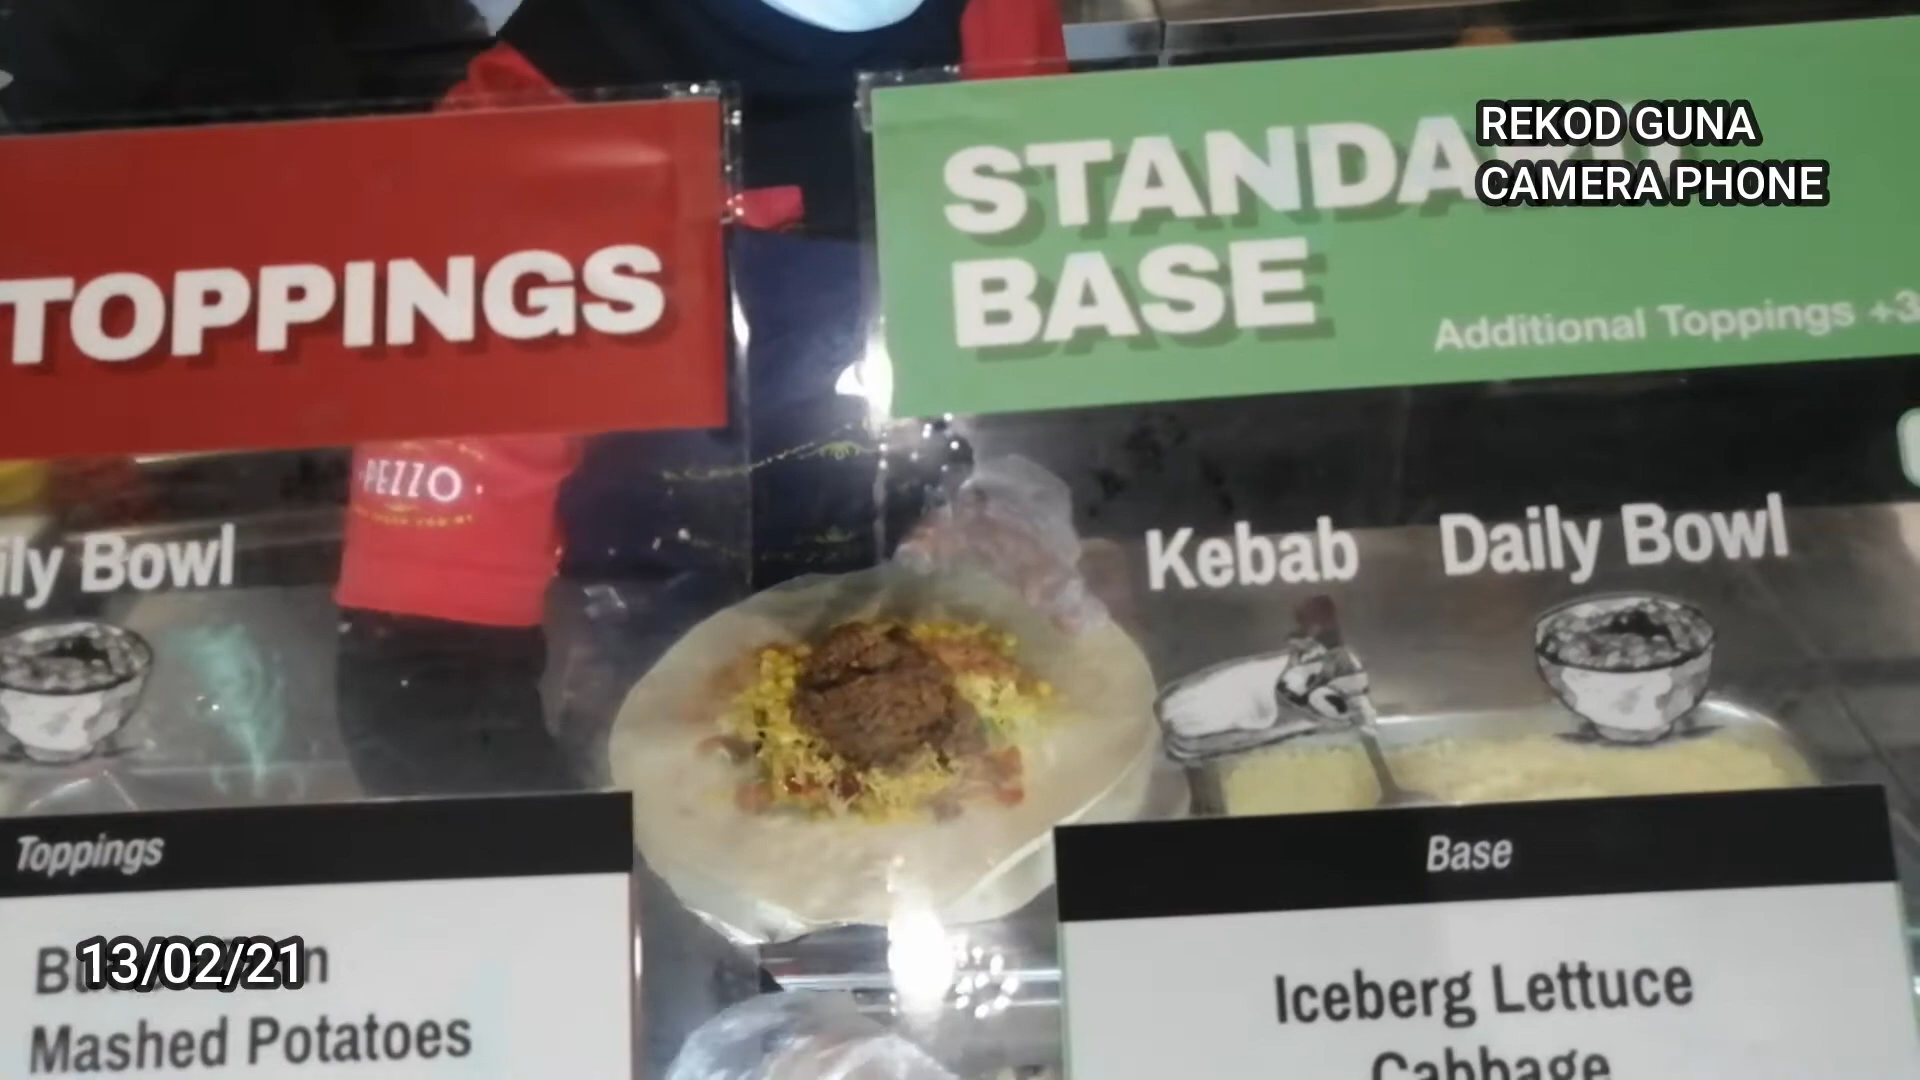 REKOD GUNA
CAMERA PHONE
STANDA
BASE
Additional Toppings +3
TOPPINGS
PEZZO
ily Bowl
Kebab
Daily Bowl
Toppings
Base
13/02/21
Mashed Potatoes
Iceberg Lettuce
Cabbage